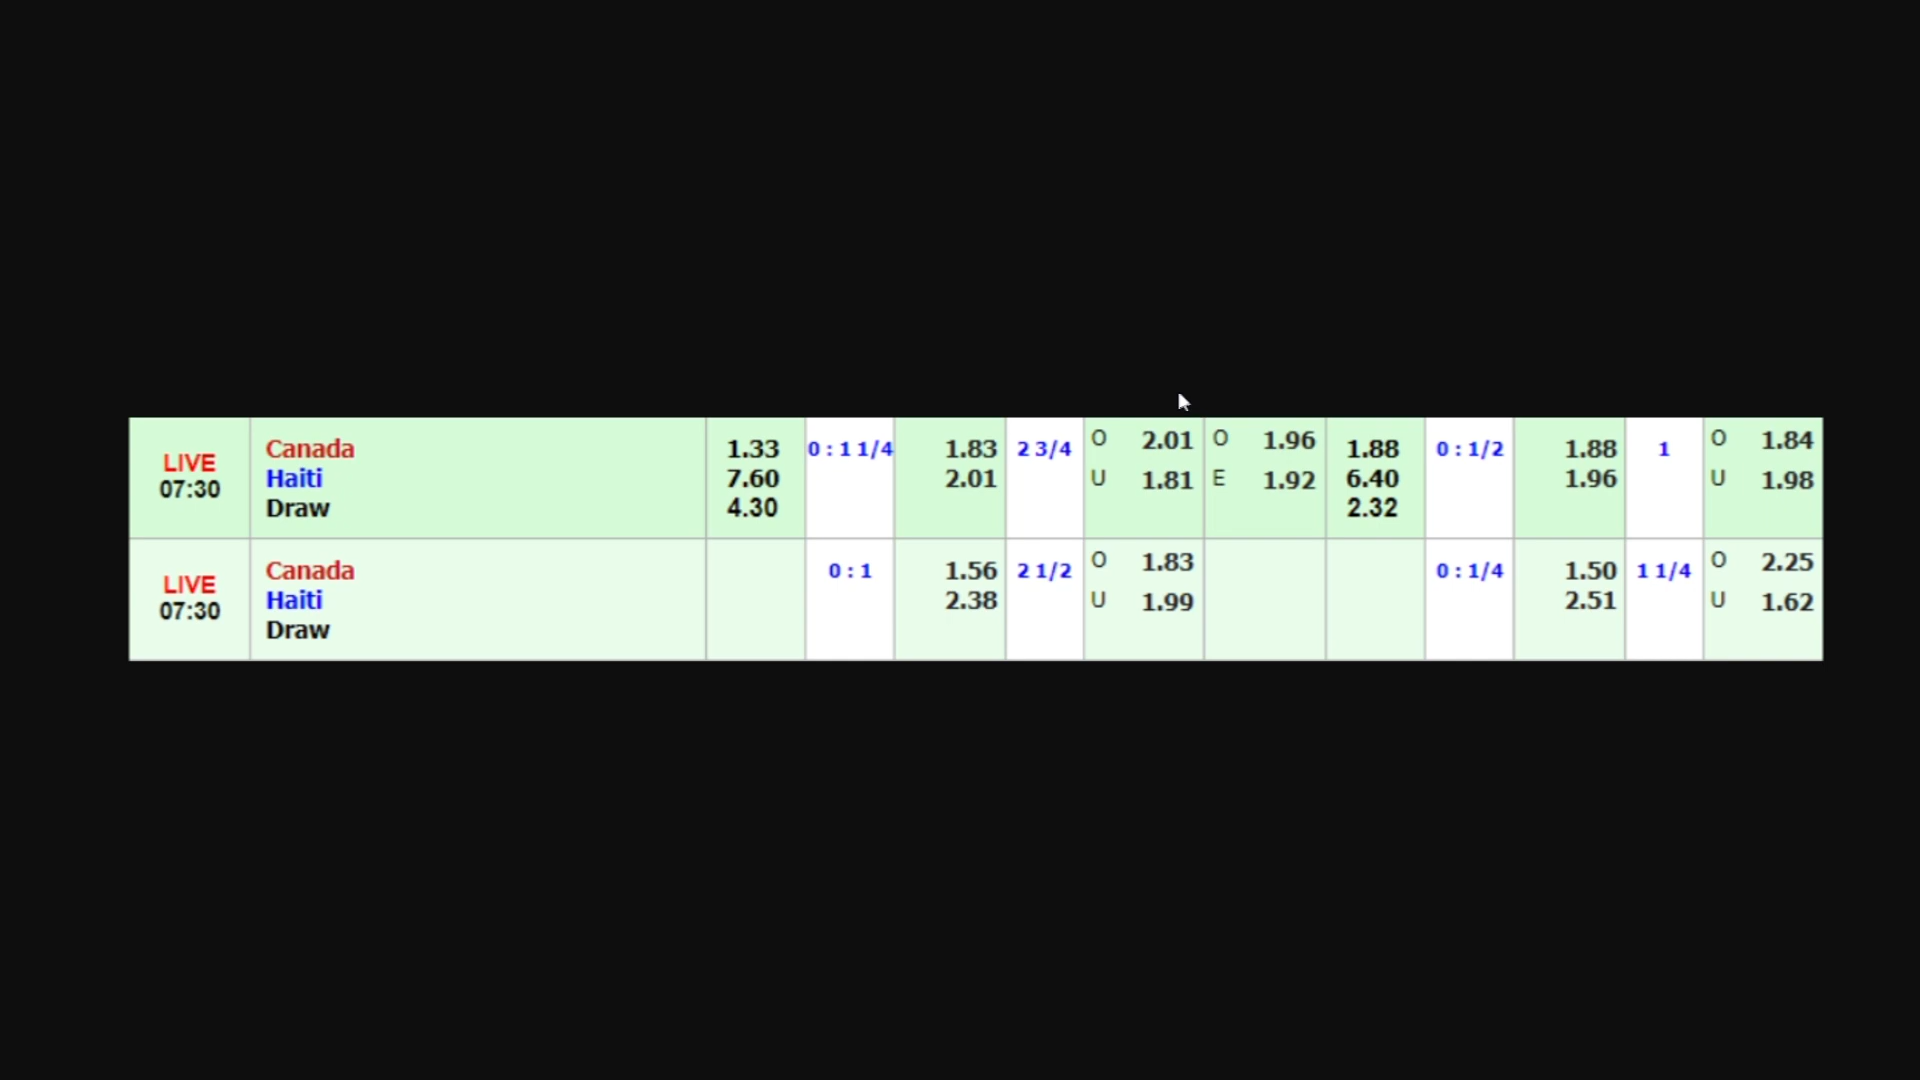 LIVE 07:30 Canada 1.33 0 : 1 1/4 1.83 2 3/4 O 2.01 O 1.96 1.88 0 : 1/2 1.88 1 O 1.84
Haiti 7.60 2.01 U 1.81 E 1.92 6.40 1.96 U 1.98
Draw 4.30 2.32
LIVE 07:30 Canada 0 : 1 1.56 2 1/2 O 1.83 0 : 1/4 1.50 1 1/4 O 2.25
Haiti 2.38 U 1.99 2.51 U 1.62
Draw